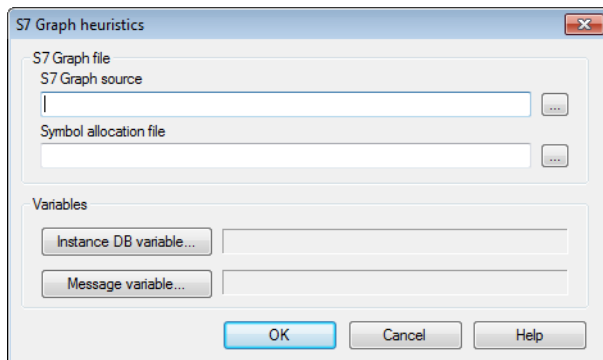 S7 Graph heuristics
S7 Graph file
S7 Graph source
...
Symbol allocation file
...
Variables
Instance DB variable...
Message variable...
OK Cancel Help